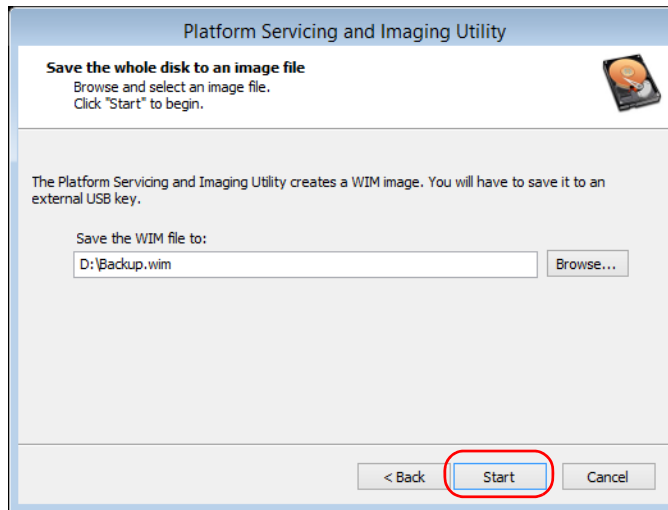 Platform Servicing and Imaging Utility
Save the whole disk to an image file
Browse and select an image file.
Click "Start" to begin.
The Platform Servicing and Imaging Utility creates a WIM image. You will have to save it to an
external USB key.
Save the WIM file to:
D:\Backup.wim
Browse...
< Back
Start
Cancel